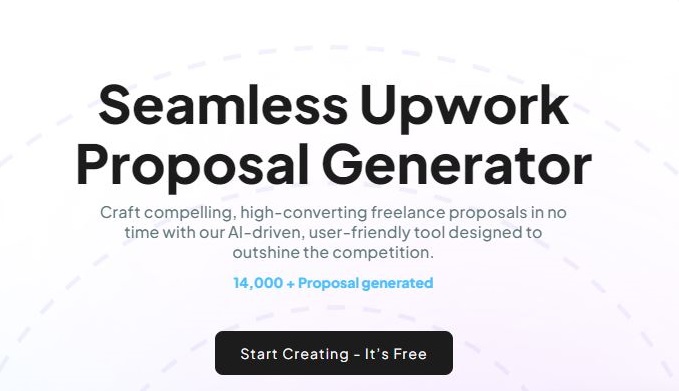 Seamless Upwork
Proposal Generator
Craft compelling, high-converting freelance proposals in no
time with our AI-driven, user-friendly tool designed to
outshine the competition.
14,000 + Proposal generated
Start Creating - It's Free